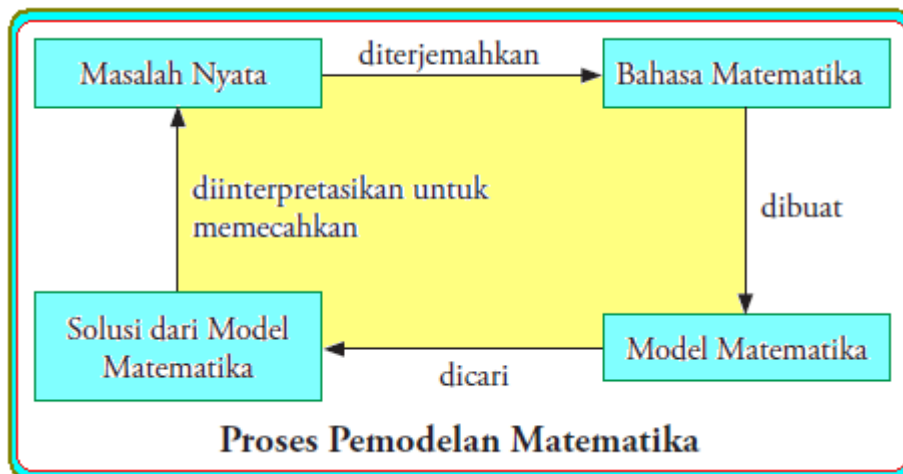 Masalah Nyata
diterjemahkan
Bahasa Matematika
diinterpretasikan untuk
memecahkan
dibuat
Solusi dari Model
Matematika
dicari
Model Matematika
Proses Pemodelan Matematika